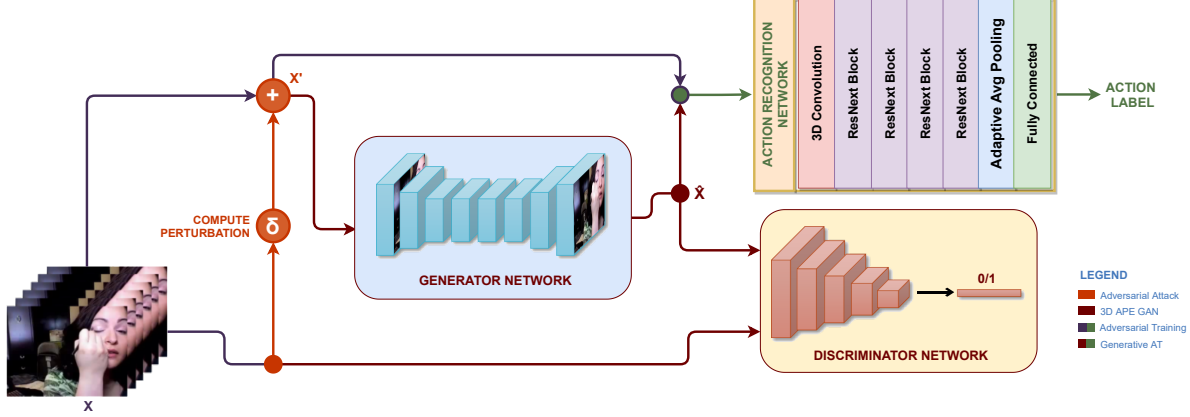 X'
+
COMPUTE
PERTURBATION
δ
X
GENERATOR NETWORK
X̂
ACTION RECOGNITION
NETWORK
3D Convolution
ResNext Block
ResNext Block
ResNext Block
ResNext Block
Adaptive Avg Pooling
Fully Connected
ACTION
LABEL
0/1
DISCRIMINATOR NETWORK
LEGEND
Adversarial Attack
3D APE GAN
Adversarial Training
Generative AT